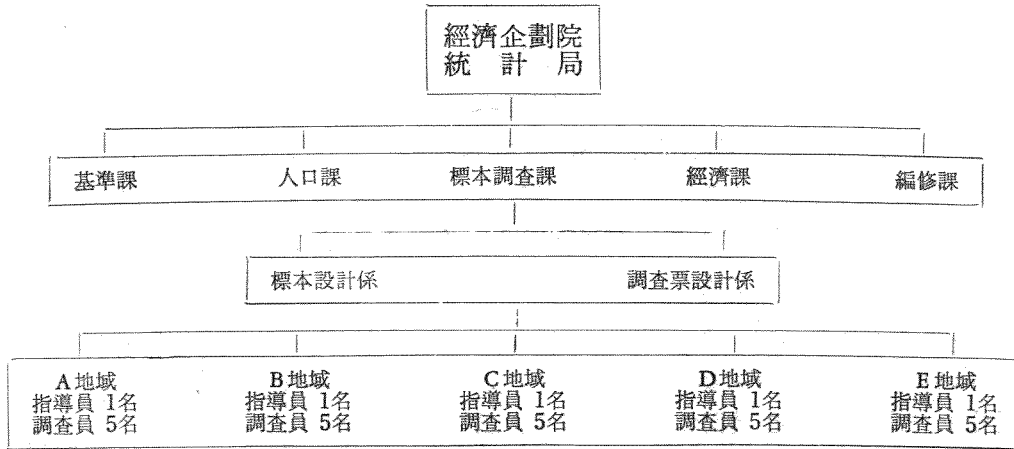 經濟企劃院
統計局
基準課 人口課 標本調査課 經濟課 編修課
標本設計係 調査票設計係
A地域 B地域 C地域 D地域 E地域
指導員 1名 指導員 1名 指導員 1名 指導員 1名 指導員 1名
調査員 5名 調査員 5名 調査員 5名 調査員 5名 調査員 5名